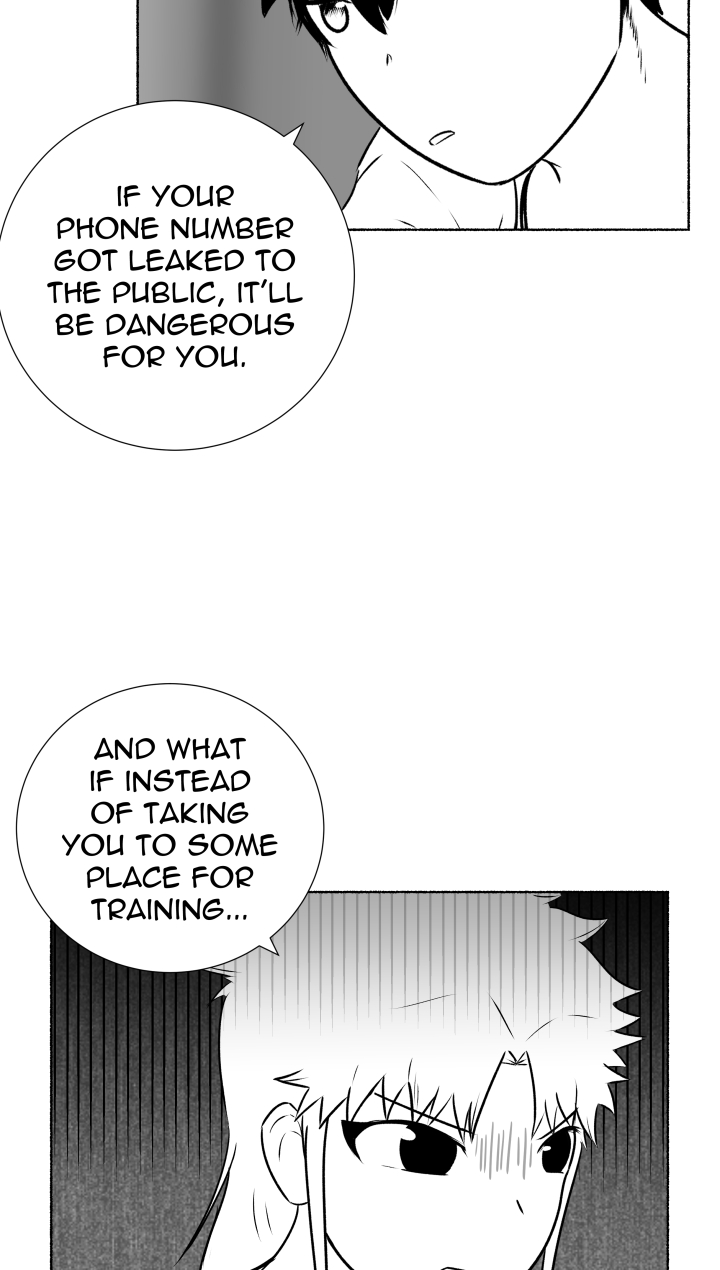 IF YOUR
PHONE NUMBER
GOT LEAKED TO
THE PUBLIC, IT'LL
BE DANGEROUS
FOR YOU.
AND WHAT
IF INSTEAD
OF TAKING
YOU TO SOME
PLACE FOR
TRAINING...